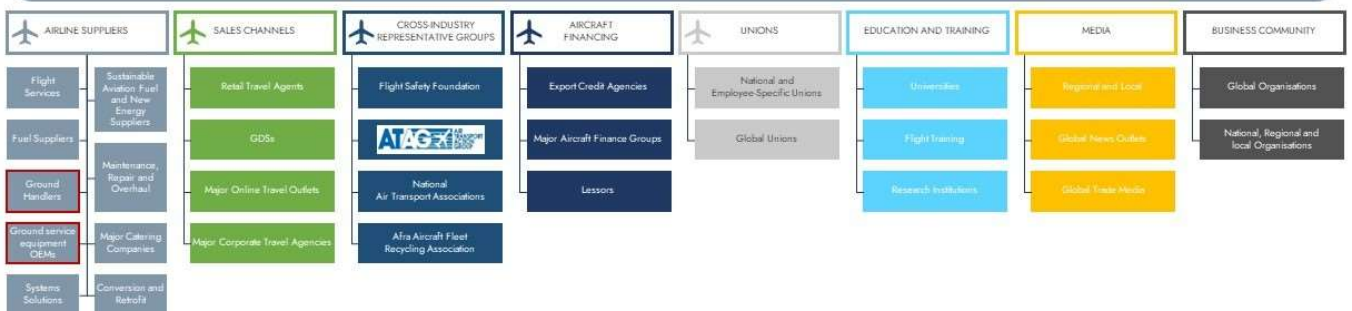 AIRLINE SUPPLIERS
Flight
Services
Sustainable
Aviation Fuel
and New
Energy
Suppliers
Fuel Suppliers
Maintenance,
Repair and
Overhaul
Ground
Handlers
Ground service
equipment
OEMs
Major Catering
Companies
Systems
Solutions
Conversion and
Retrofit
SALES CHANNELS
Retail Travel Agents
GDSs
Major Online Travel Outlets
Major Corporate Travel Agencies
CROSS-INDUSTRY
REPRESENTATIVE GROUPS
Flight Safety Foundation
ATAG
AIR
TRANSPORT
ACTION
GROUP
National
Air Transport Associations
Afra Aircraft Fleet
Recycling Association
AIRCRAFT
FINANCING
Export Credit Agencies
Major Aircraft Finance Groups
Lessors
UNIONS
National and
Employee-Specific Unions
Global Unions
EDUCATION AND TRAINING
Universities
Flight Training
Research Institutions
MEDIA
Regional and Local
Global News Outlets
Global Trade Media
BUSINESS COMMUNITY
Global Organisations
National, Regional and
local Organisations